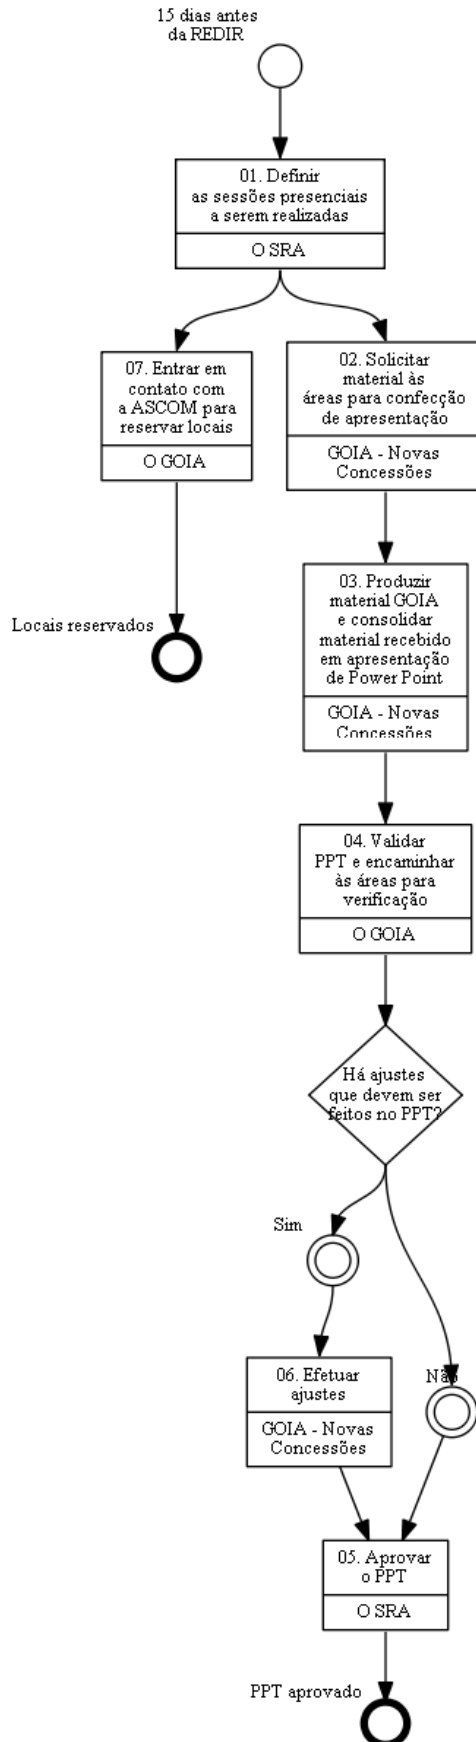 15 dias antes
da REDIR
01. Definir
as sessões presenciais
a serem realizadas
O SRA
07. Entrar em
contato com
a ASCOM para
reservar locais
O GOIA
02. Solicitar
material às
áreas para confecção
de apresentação
GOIA - Novas
Concessões
03. Produzir
material GOIA
e consolidar
material recebido
em apresentação
de Power Point
GOIA - Novas
Concessões
Locais reservados
04. Validar
PPT e encaminhar
às áreas para
verificação
O GOIA
Há ajustes
que devem ser
feitos no PPT?
Sim
06. Efetuar
ajustes
GOIA - Novas
Concessões
Não
05. Aprovar
o PPT
O SRA
PPT aprovado